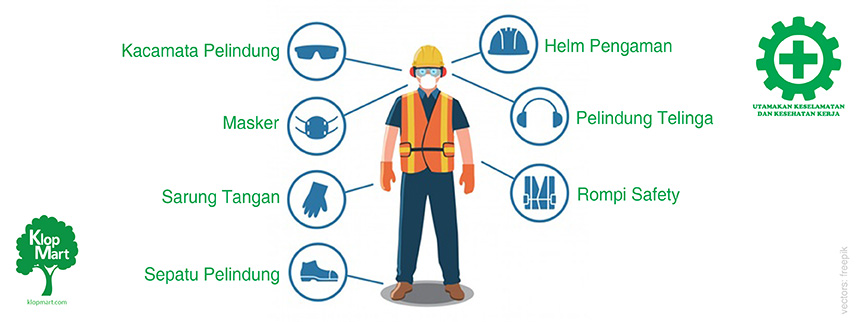 Kacamata Pelindung
Helm Pengaman
Masker
Pelindung Telinga
Sarung Tangan
Rompi Safety
Sepatu Pelindung
UTAMAKAN KESELAMATAN
DAN KESEHATAN KERJA
Klop
Mart
klopmart.com
vectors: freepik